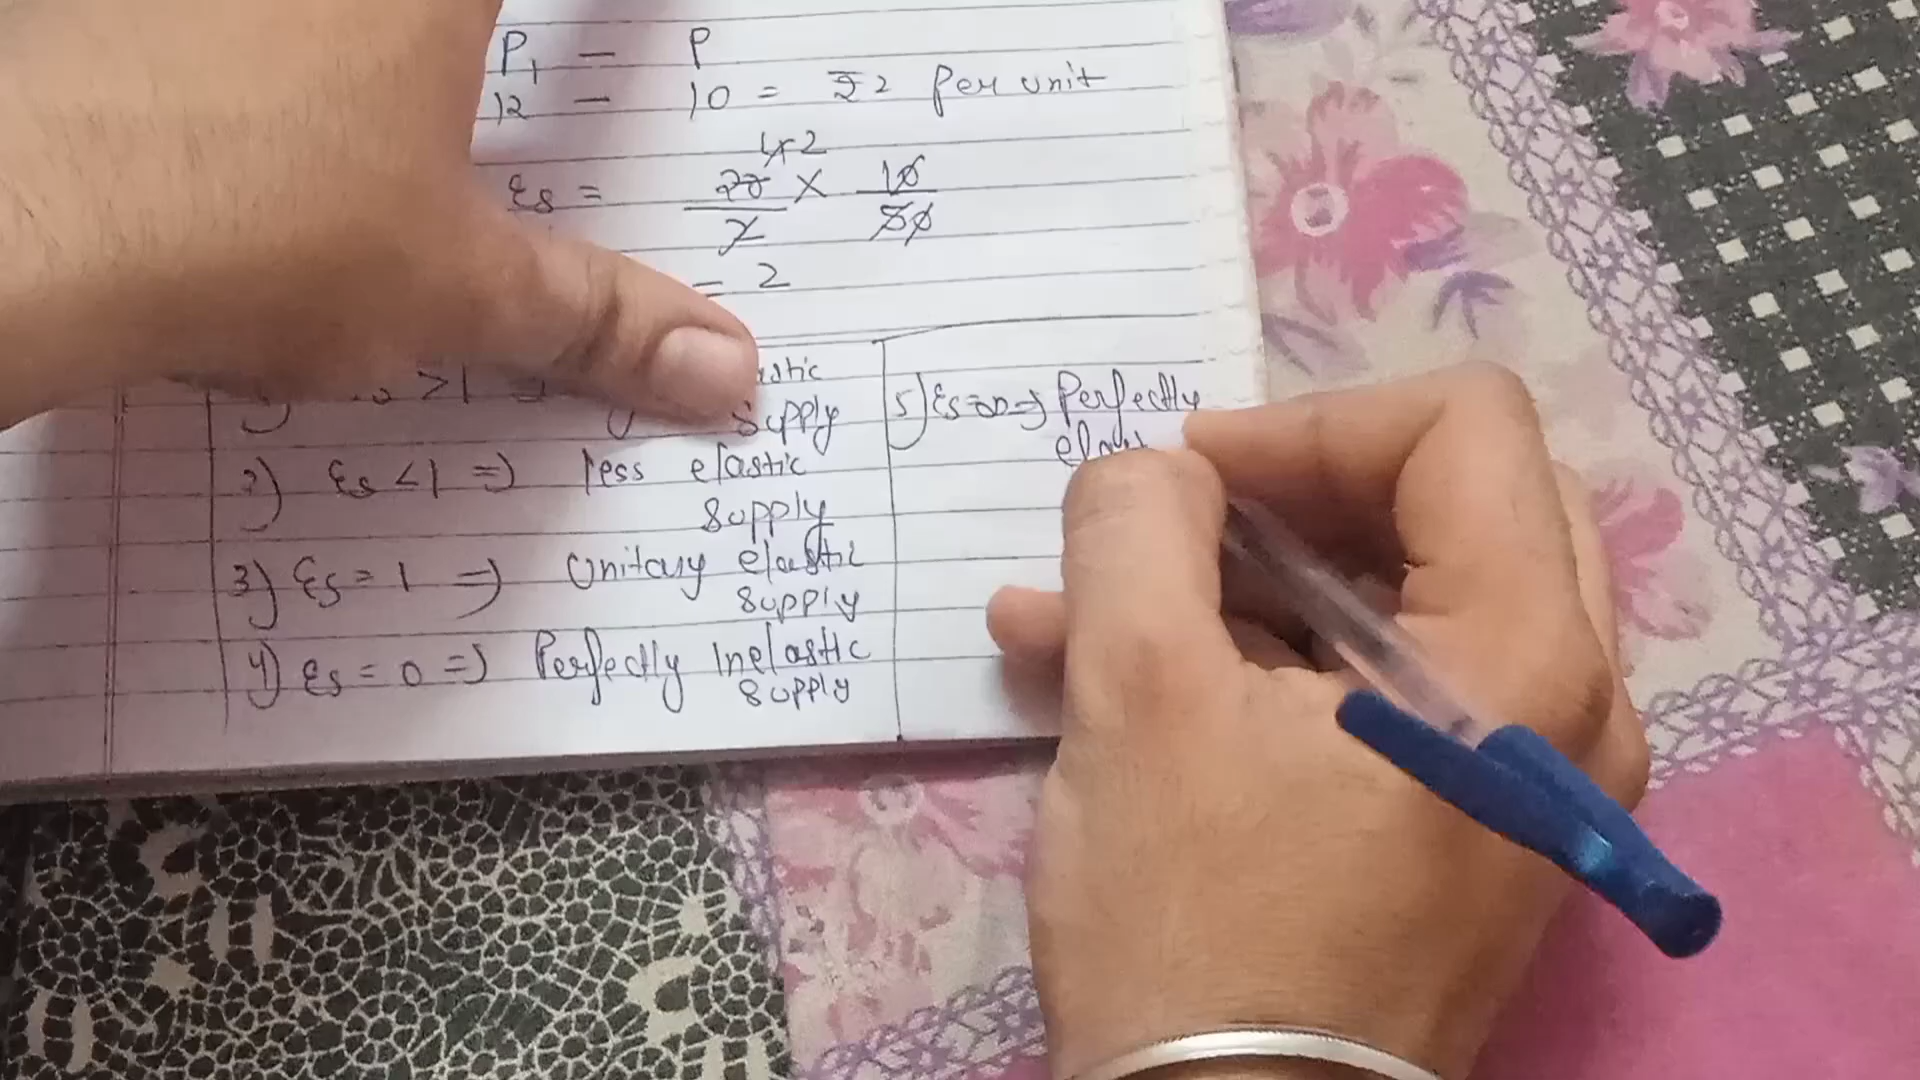 P₁ — P
12 — 10 = ₹2 Per unit
4 2
Es = 20/2 × 10/50
= 2
>1
Supply
2) Es <1 => less elastic
Supply
3) Es = 1 => Unitary elastic
Supply
4) Es = 0 => Perfectly Inelastic
Supply
5) Es=∞=> Perfectly